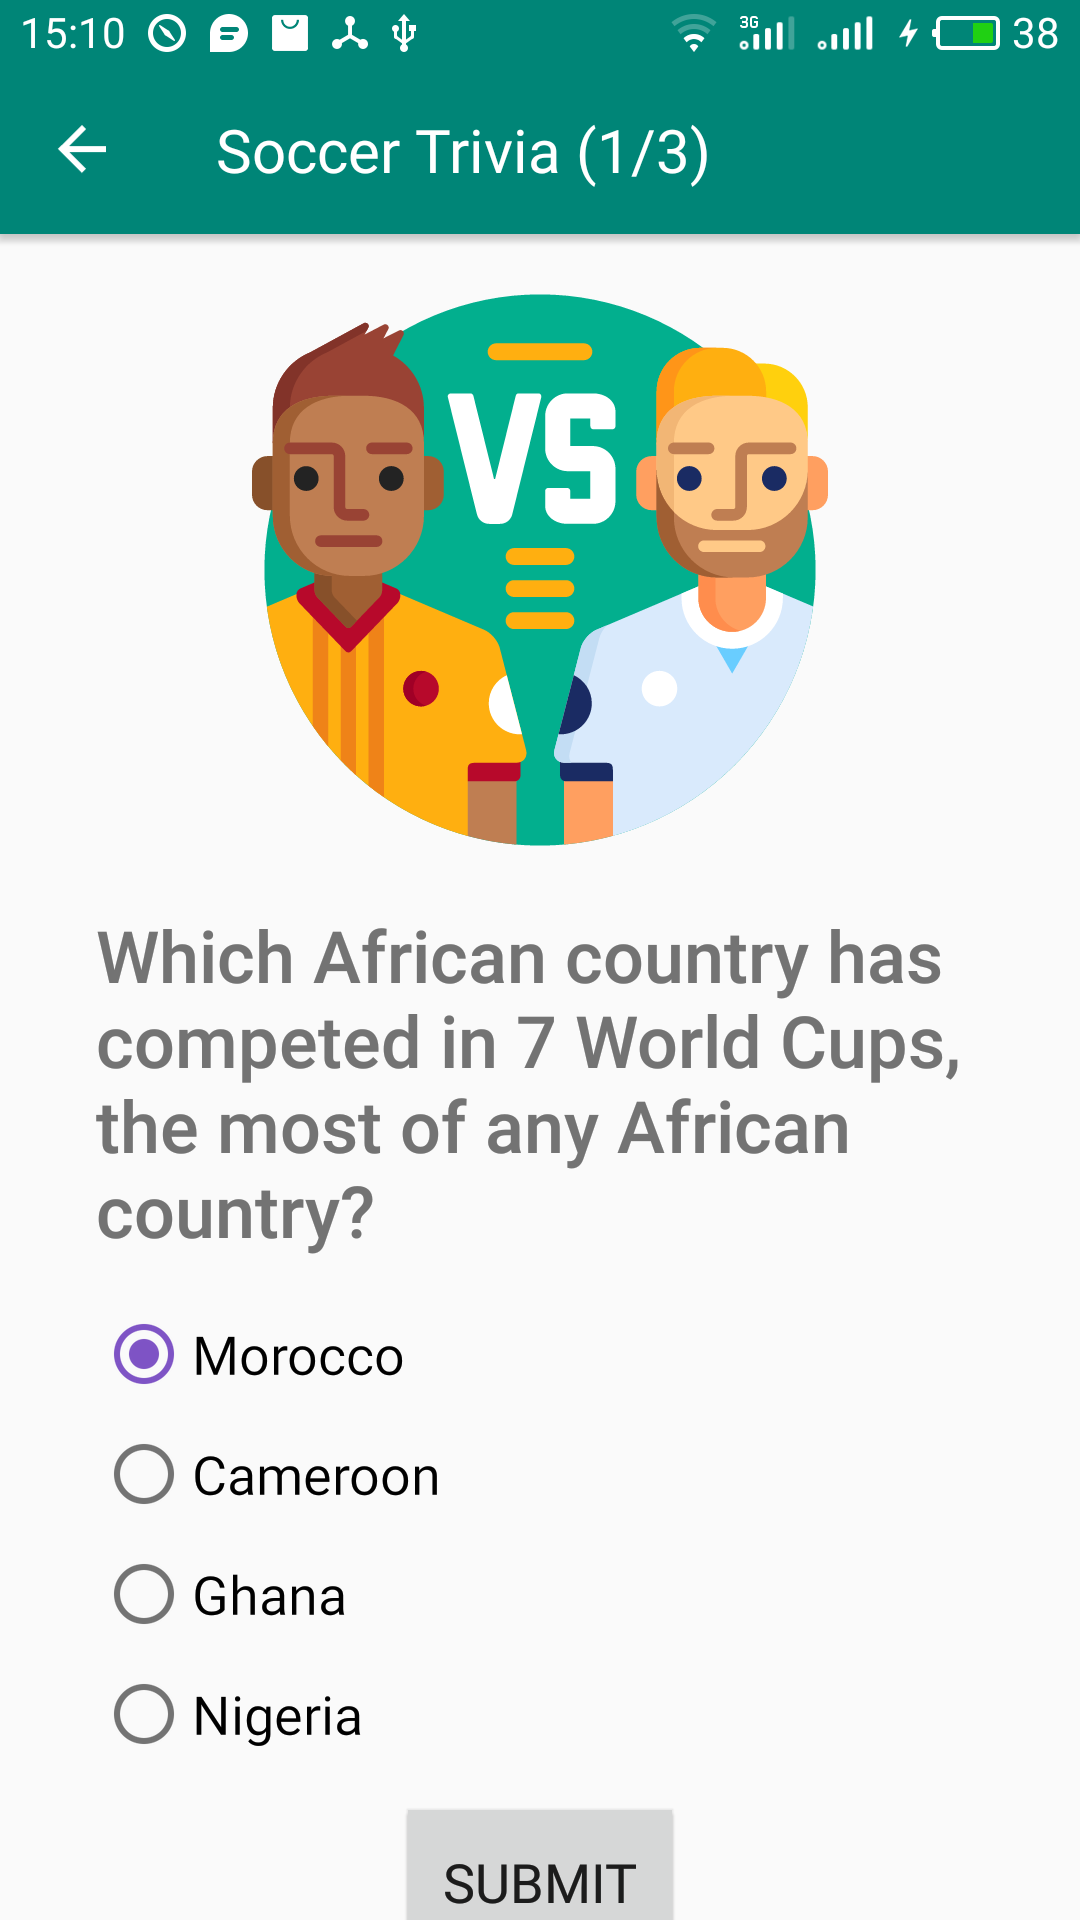 15:10
3G
38
Soccer Trivia (1/3)
VS
Which African country has
competed in 7 World Cups,
the most of any African
country?
Morocco
Cameroon
Ghana
Nigeria
SUBMIT